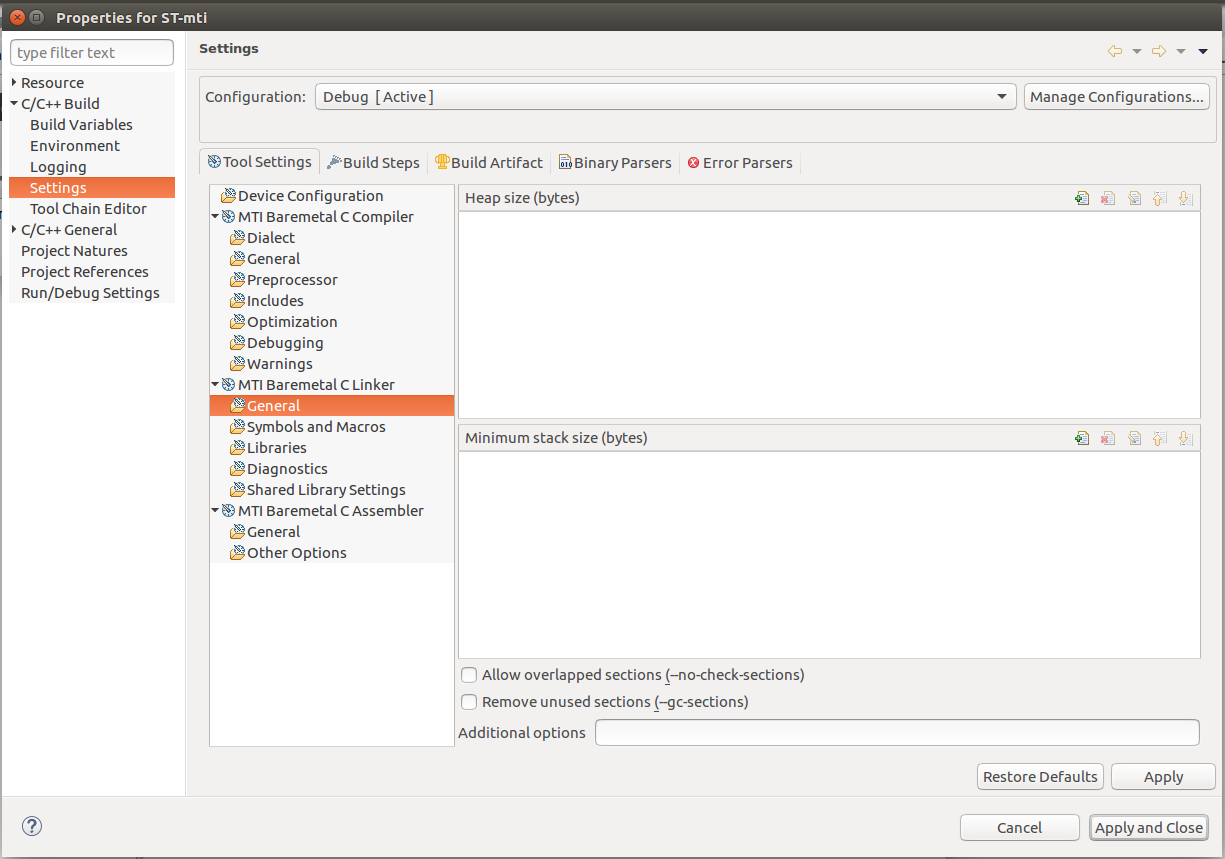 Properties for ST-mti
type filter text
Resource
C/C++ Build
Build Variables
Environment
Logging
Settings
Tool Chain Editor
C/C++ General
Project Natures
Project References
Run/Debug Settings
Settings
Configuration:
Debug [ Active ]
Manage Configurations...
Tool Settings
Build Steps
Build Artifact
Binary Parsers
Error Parsers
Device Configuration
MTI Baremetal C Compiler
Dialect
General
Preprocessor
Includes
Optimization
Debugging
Warnings
MTI Baremetal C Linker
General
Symbols and Macros
Libraries
Diagnostics
Shared Library Settings
MTI Baremetal C Assembler
General
Other Options
Heap size (bytes)
Minimum stack size (bytes)
Allow overlapped sections (--no-check-sections)
Remove unused sections (--gc-sections)
Additional options
Restore Defaults
Apply
?
Cancel
Apply and Close